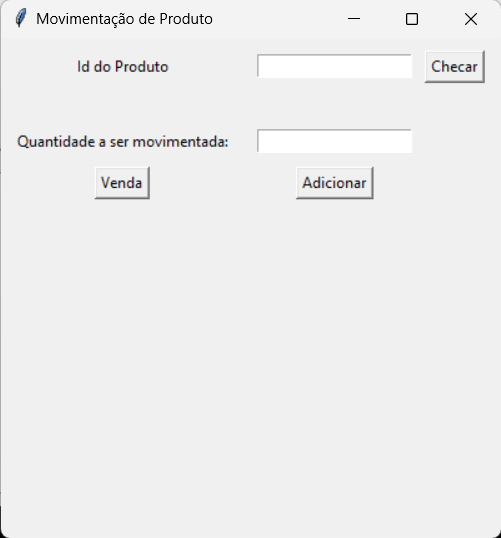 Movimentação de Produto
Id do Produto Checar
Quantidade a ser movimentada:
Venda Adicionar